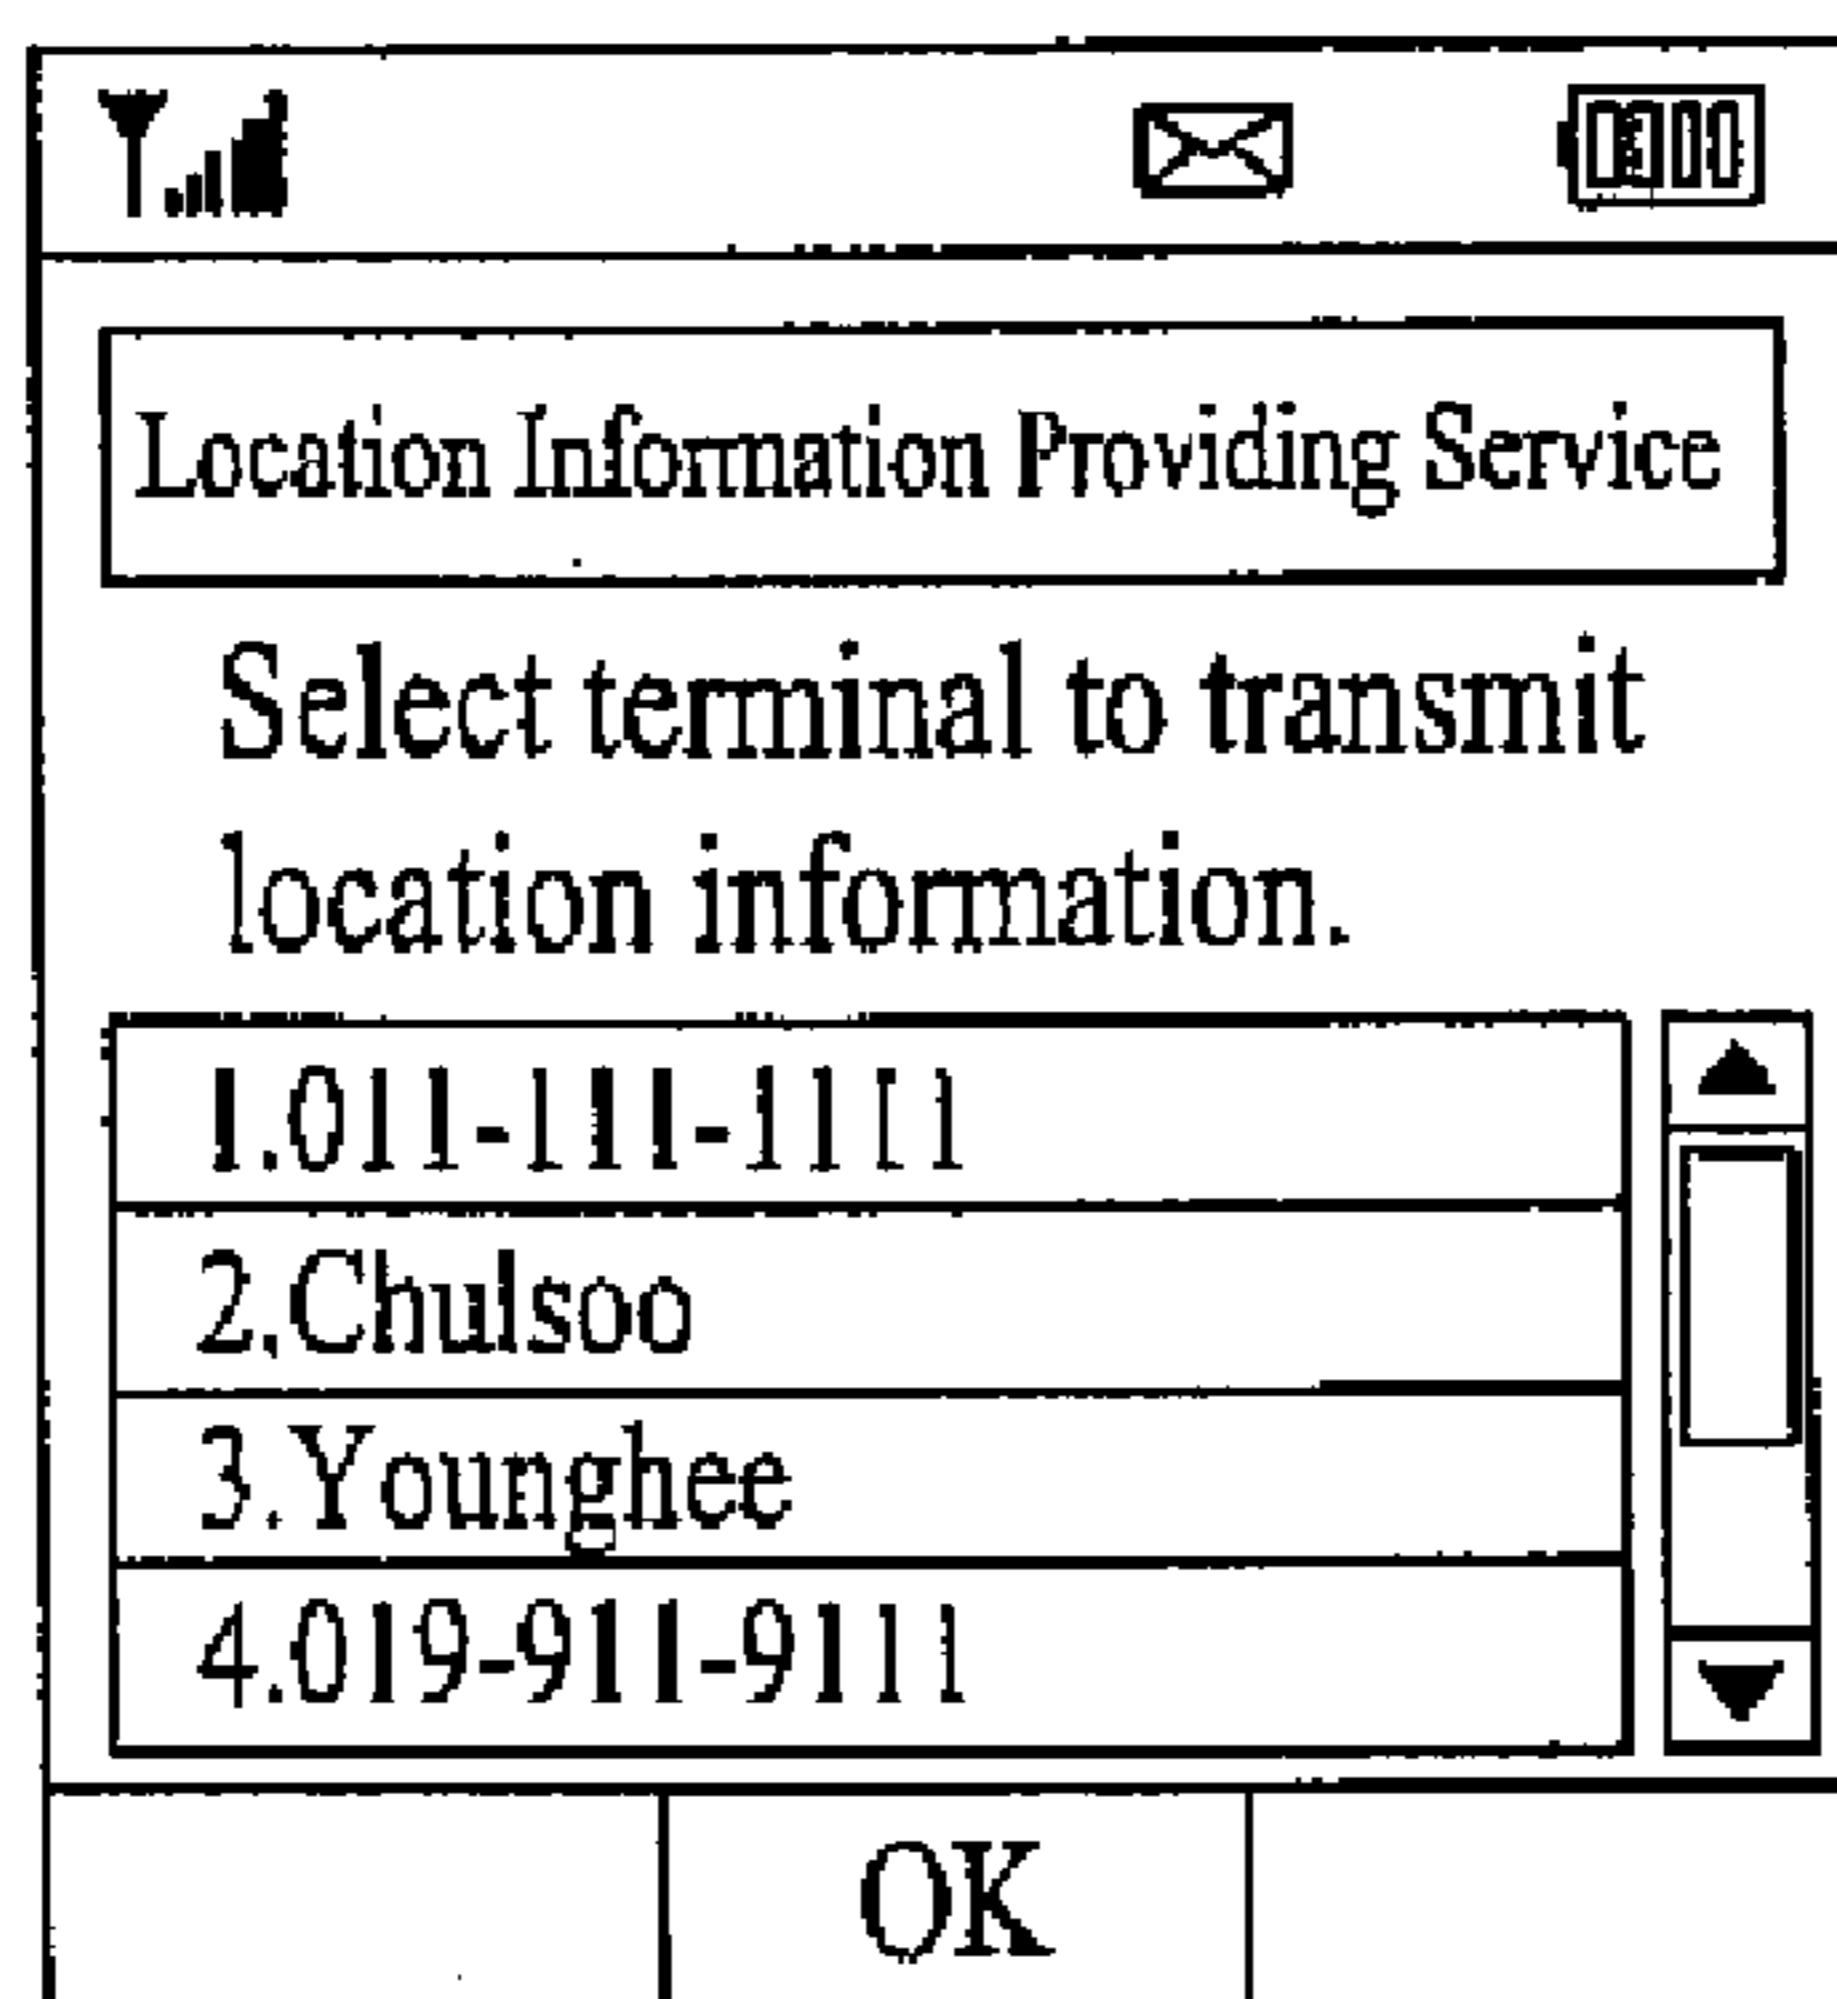 Location Information Providing Service
Select terminal to transmit
location information.
1.011-111-1111
2.Chulsoo
3.Younghee
4.019-911-9111
OK